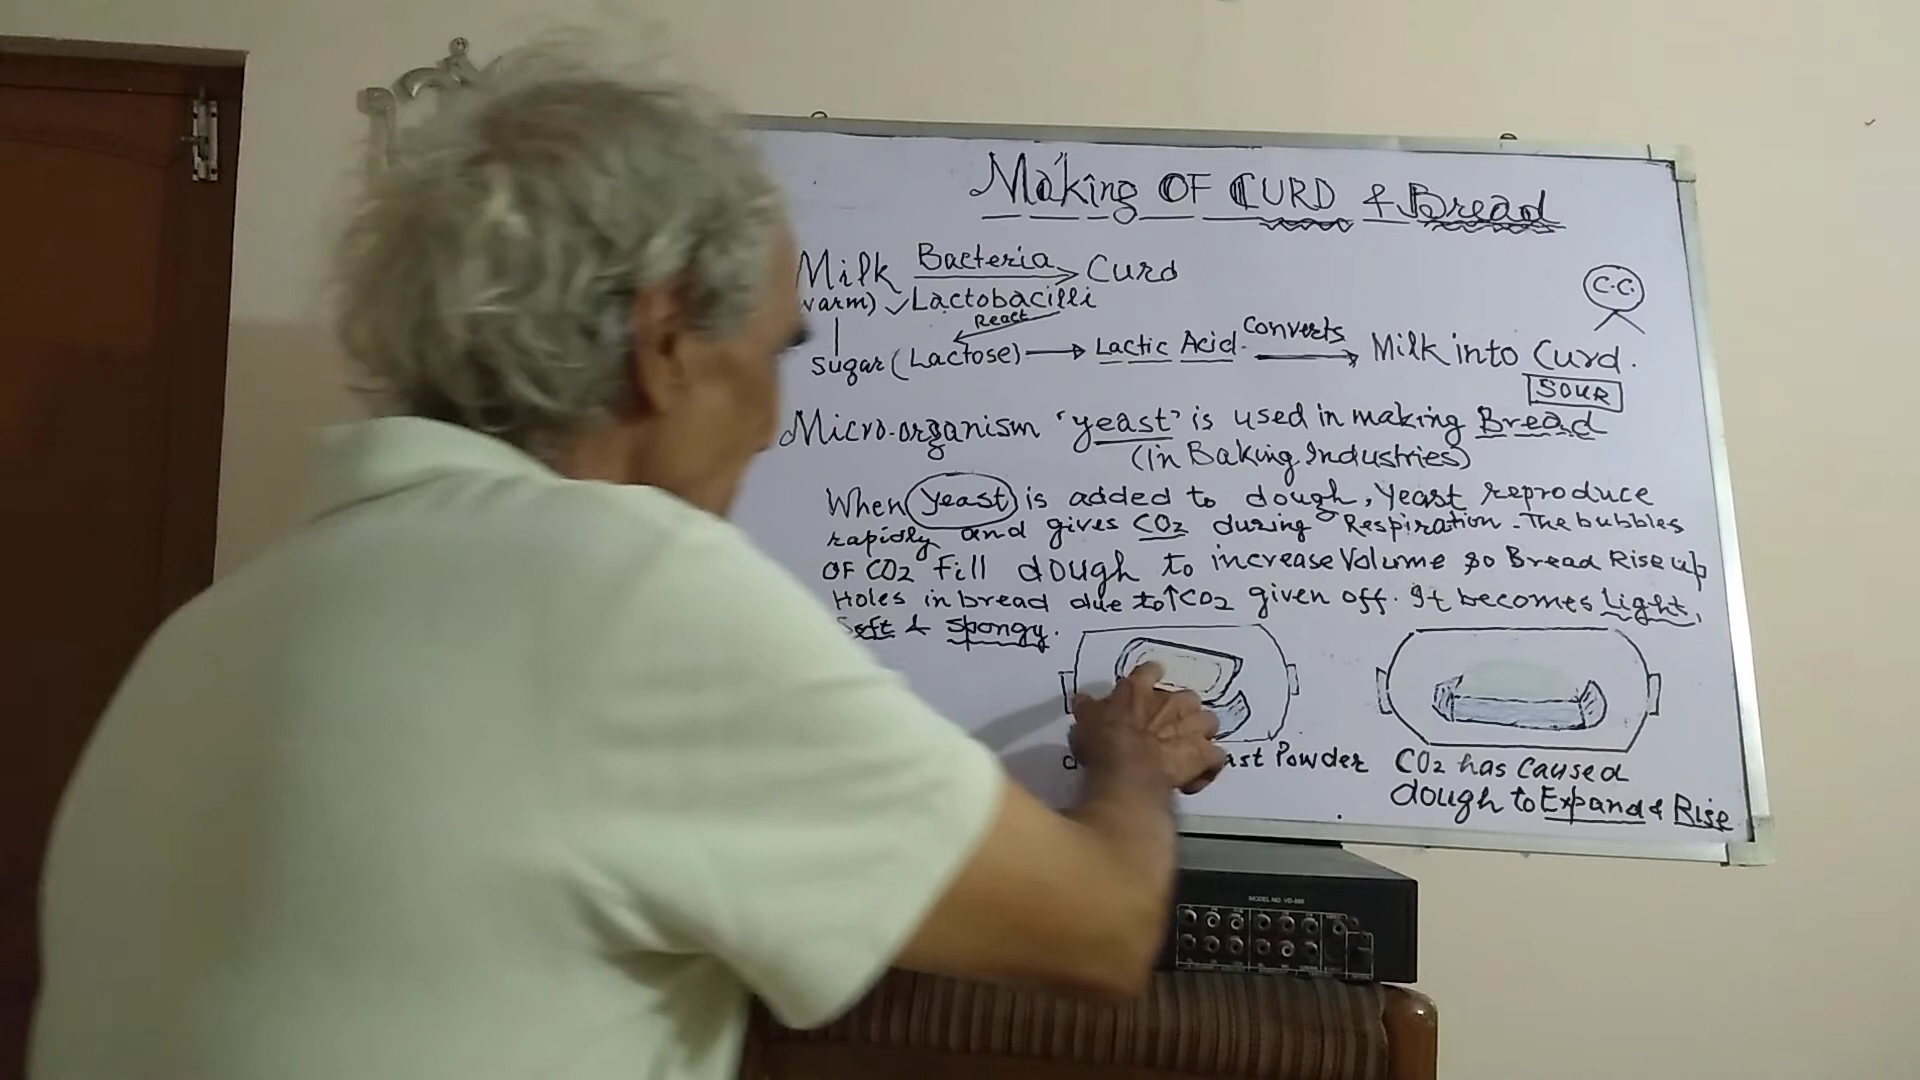 Making OF CURD & Bread
Milk Bacteria Curd
warm) ✓Lactobacilli
React
C.C.
Sugar (Lactose) → Lactic Acid. Converts Milk into Curd.
SOUR
Micro-organism 'yeast' is used in making Bread
(in Baking Industries)
When yeast is added to dough, Yeast reproduce
rapidly and gives CO2 during Respiration. The bubbles
OF CO2 Fill dough to increase Volume so Bread Rise up
Holes in bread due to ↑CO2 given off. It becomes Light,
Soft & Spongy.
Powder
CO2 has caused
dough to Expand & Rise
MODEL NO.